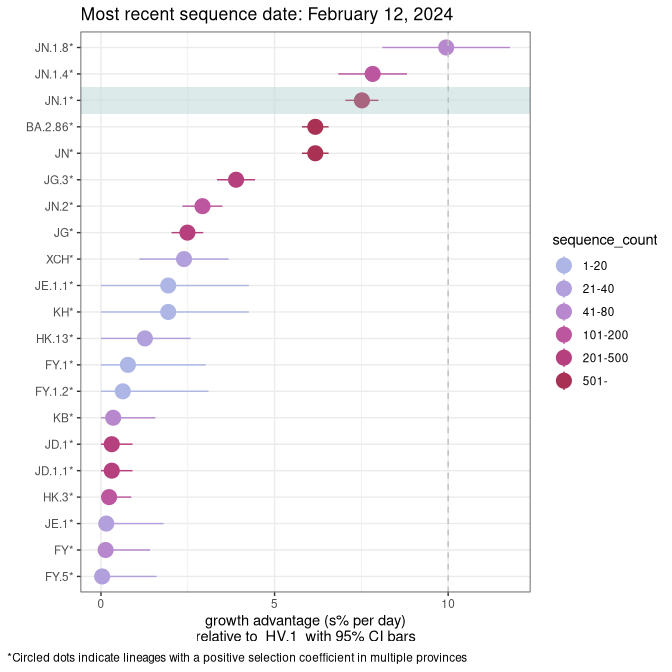 Most recent sequence date: February 12, 2024
JN.1.8*
JN.1.4*
JN.1*
BA.2.86*
JN*
JG.3*
JN.2*
JG*
XCH*
JE.1.1*
KH*
HK.13*
FY.1*
FY.1.2*
KB*
JD.1*
JD.1.1*
HK.3*
JE.1*
FY*
FY.5*
0 5 10
growth advantage (s% per day)
relative to HV.1 with 95% CI bars
sequence_count
1-20
21-40
41-80
101-200
201-500
501-
*Circled dots indicate lineages with a positive selection coefficient in multiple provinces